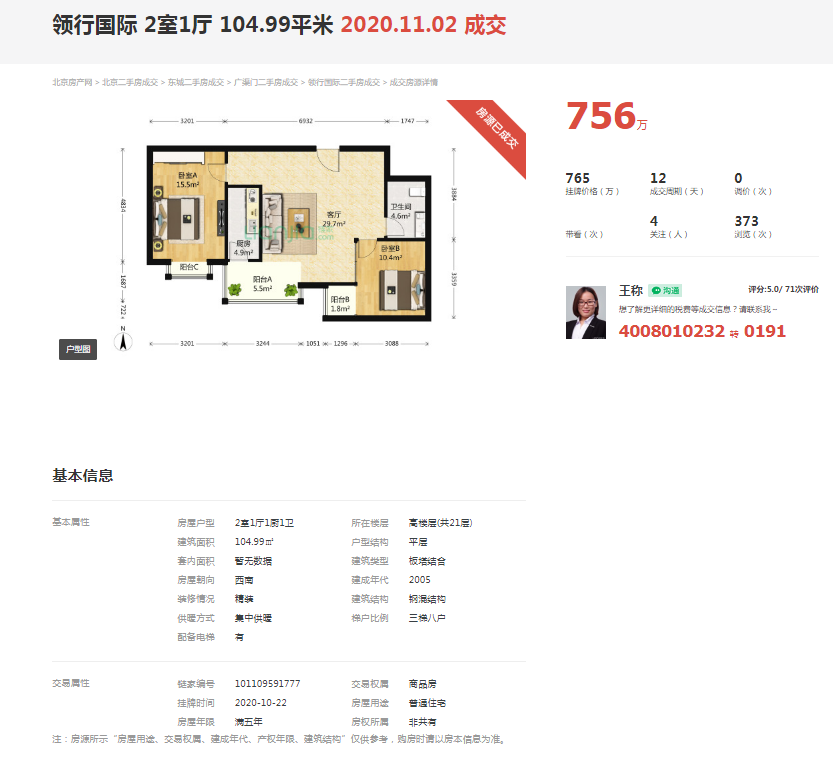 领行国际 2室1厅 104.99平米 2020.11.02 成交
北京房产网 > 北京二手房成交 > 东城二手房成交 > 广渠门二手房成交 > 领行国际二手房成交 > 成交房源详情
房源已成交
3201 6932 1747
4834
1687
722
3884
3359
卧室A
15.5m²
厨房
4.9m²
客厅
29.7m²
卫生间
4.6m²
卧室B
10.4m²
阳台C
阳台A
5.5m²
阳台B
1.8m²
N
3201 3244 1051 1296 3088
户型图
756万
765 12 0
挂牌价格（万） 成交周期（天） 调价（次）
4 373
带看（次） 关注（人） 浏览（次）
王称 沟通 评分:5.0/ 71次评价
想了解更详细的税费等成交信息？请联系我~
4008010232 转 0191
基本信息
基本属性 房屋户型 2室1厅1厨1卫 所在楼层 高楼层(共21层)
建筑面积 104.99㎡ 户型结构 平层
套内面积 暂无数据 建筑类型 板塔结合
房屋朝向 西南 建成年代 2005
装修情况 精装 建筑结构 钢混结构
供暖方式 集中供暖 梯户比例 三梯八户
配备电梯 有
交易属性 链家编号 101109591777 交易权属 商品房
挂牌时间 2020-10-22 房屋用途 普通住宅
房屋年限 满五年 房权所属 非共有
注：房源所示“房屋用途、交易权属、建成年代、产权年限、建筑结构”仅供参考，购房时请以房本信息为准。